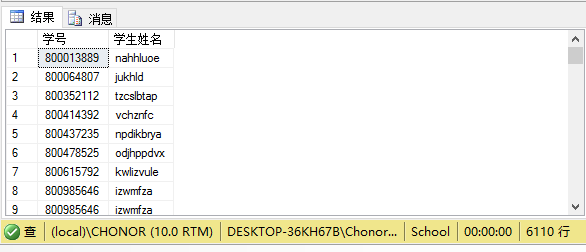 结果 消息
学号 学生姓名
1 800013889 nahhluoe
2 800064807 jukhld
3 800352112 tzcslbtap
4 800414392 vchznfc
5 800437235 npdikbrya
6 800478525 odjhppdvx
7 800615792 kwlizvule
8 800985646 izwmfza
9 800985646 izwmfza
查 (local)\CHONOR (10.0 RTM) DESKTOP-36KH67B\Chonor... School 00:00:00 6110 行